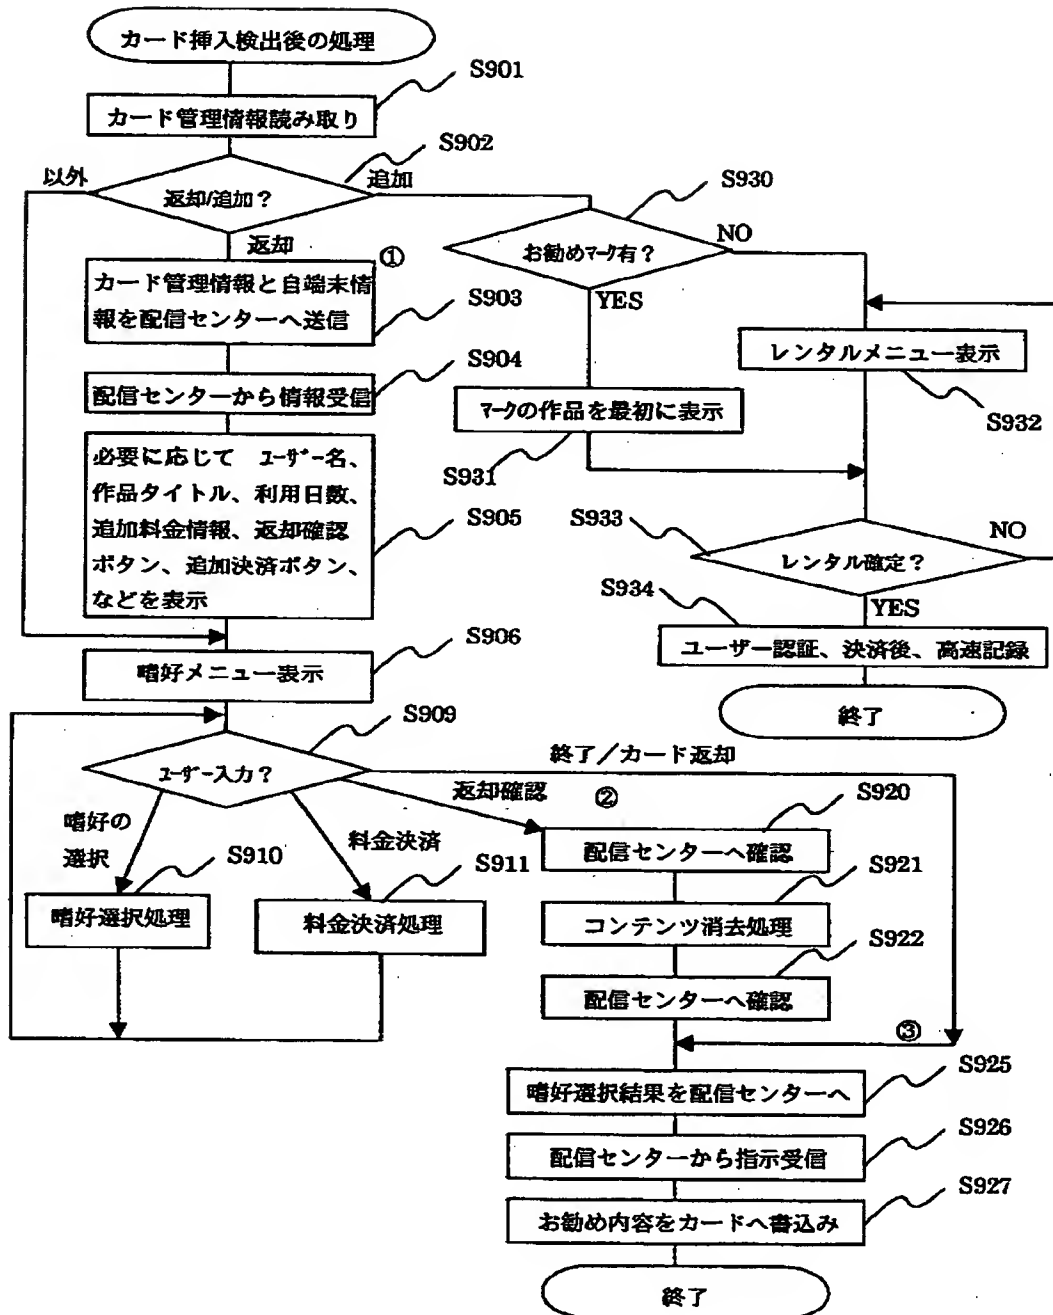 カード挿入検出後の処理
S901
カード管理情報読み取り
S902
以外
返却/追加？
追加
返却
①
カード管理情報と自端末情
報を配信センターへ送信
S903
S904
配信センターから情報受信
必要に応じて　ユーザー名、
作品タイトル、利用日数、
追加料金情報、返却確認
ボタン、追加決済ボタン、
などを表示
S905
S906
嗜好メニュー表示
S930
お勧めマーク有？
NO
YES
レンタルメニュー表示
S932
マークの作品を最初に表示
S931
S933
レンタル確定？
NO
S934
YES
ユーザー認証、決済後、高速記録
終了
S909
ユーザー入力？
終了／カード返却
返却確認
②
S920
嗜好の
選択
料金決済
配信センターへ確認
S910
S911
S921
嗜好選択処理
料金決済処理
コンテンツ消去処理
S922
配信センターへ確認
③
S925
嗜好選択結果を配信センターへ
S926
配信センターから指示受信
S927
お勧め内容をカードへ書込み
終了